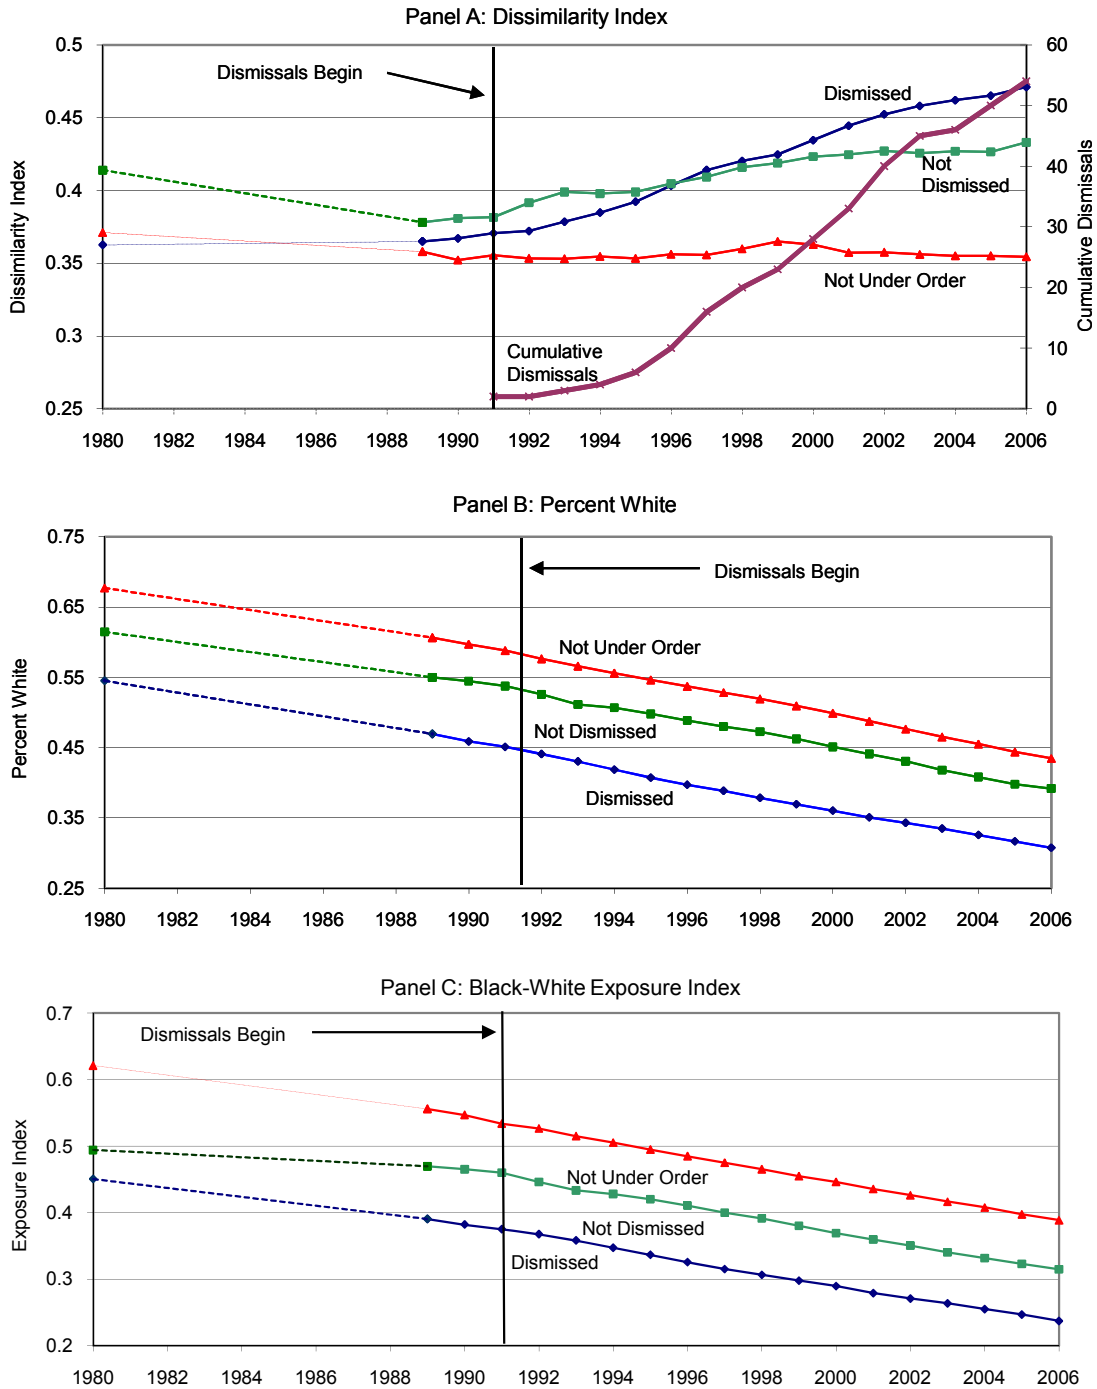 Panel A: Dissimilarity Index
0.5
0.45
0.4
0.35
0.3
0.25
Dissimilarity Index
60
50
40
30
20
10
0
Cumulative Dismissals
Dismissals Begin
Dismissed
Not
Dismissed
Not Under Order
Cumulative
Dismissals
1980 1982 1984 1986 1988 1990 1992 1994 1996 1998 2000 2002 2004 2006
Panel B: Percent White
0.75
0.65
0.55
0.45
0.35
0.25
Percent White
Dismissals Begin
Not Under Order
Not Dismissed
Dismissed
1980 1982 1984 1986 1988 1990 1992 1994 1996 1998 2000 2002 2004 2006
Panel C: Black-White Exposure Index
0.7
0.6
0.5
0.4
0.3
0.2
Exposure Index
Dismissals Begin
Not Under Order
Not Dismissed
Dismissed
1980 1982 1984 1986 1988 1990 1992 1994 1996 1998 2000 2002 2004 2006